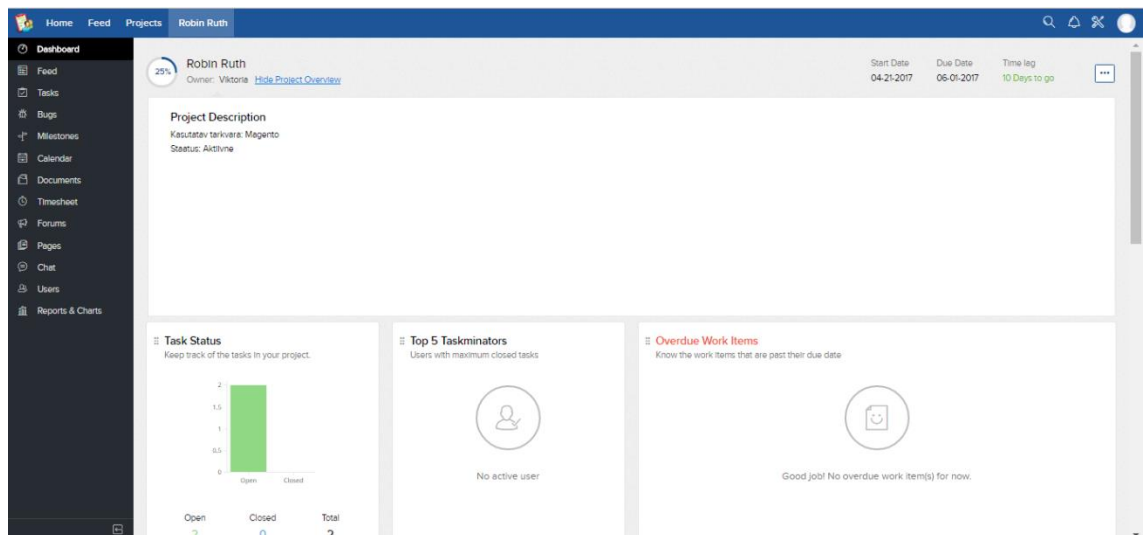 Home Feed Projects Robin Ruth
Dashboard
Feed
Tasks
Bugs
Milestones
Calendar
Documents
Timesheet
Forums
Pages
Chat
Users
Reports & Charts
25%
Robin Ruth
Owner: Viktoria Hide Project Overview
Start Date Due Date Time lag
04-21-2017 06-01-2017 10 Days to go
Project Description
Kasutatav tarkvara: Magento
Staatus: Aktiivne
Task Status
Keep track of the tasks in your project.
2
1.5
1
0.5
0
Open Closed
Open Closed Total
2 0 2
Top 5 Taskminators
Users with maximum closed tasks
No active user
Overdue Work Items
Know the work items that are past their due date
Good job! No overdue work item(s) for now.